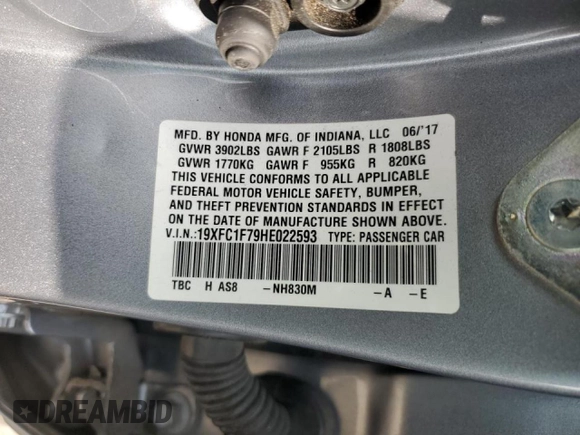 MFD. BY HONDA MFG. OF INDIANA, LLC 06/'17
GVWR 3902LBS GAWR F 2105LBS R 1808LBS
GVWR 1770KG GAWR F 955KG R 820KG
THIS VEHICLE CONFORMS TO ALL APPLICABLE
FEDERAL MOTOR VEHICLE SAFETY, BUMPER,
AND THEFT PREVENTION STANDARDS IN EFFECT
ON THE DATE OF MANUFACTURE SHOWN ABOVE.
V.I.N.:19XFC1F79HE022593 TYPE: PASSENGER CAR
TBC H AS8 -NH830M -A -E
DREAMBID